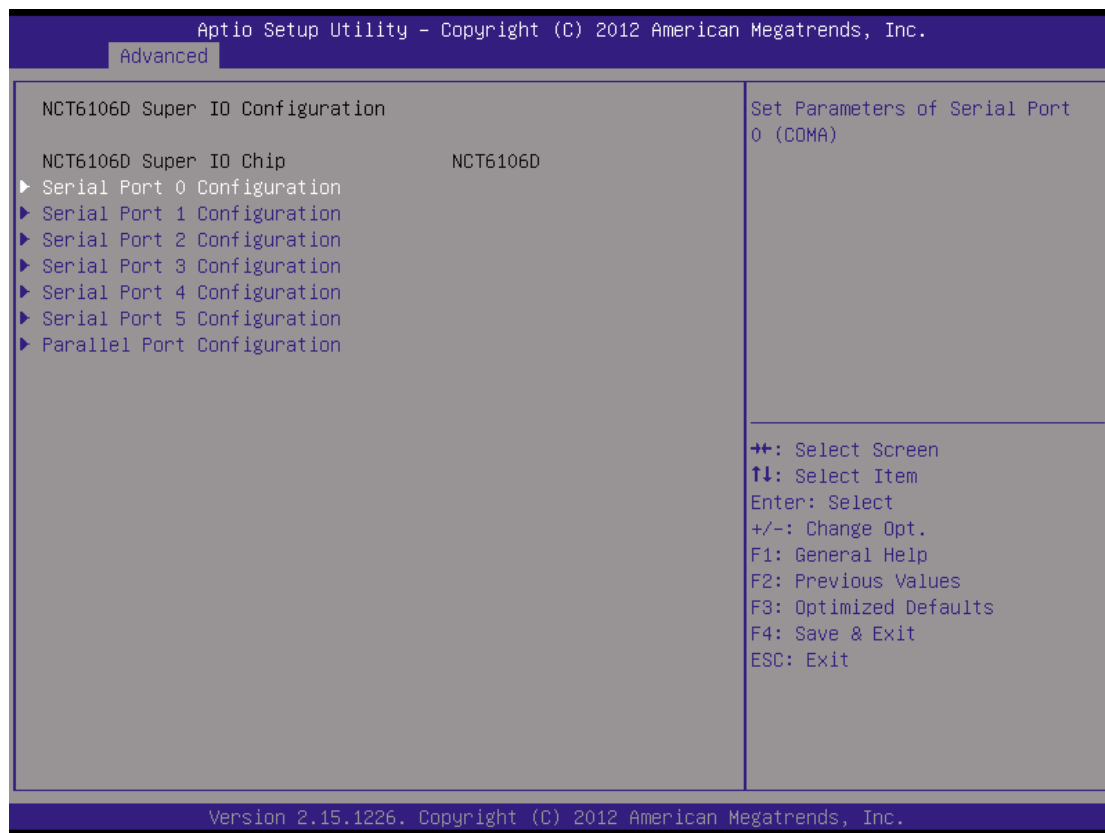 Aptio Setup Utility – Copyright (C) 2012 American Megatrends, Inc.
Advanced
NCT6106D Super IO Configuration
NCT6106D Super IO Chip NCT6106D
Serial Port 0 Configuration
Serial Port 1 Configuration
Serial Port 2 Configuration
Serial Port 3 Configuration
Serial Port 4 Configuration
Serial Port 5 Configuration
Parallel Port Configuration
Set Parameters of Serial Port
0 (COMA)
→←: Select Screen
↑↓: Select Item
Enter: Select
+/-: Change Opt.
F1: General Help
F2: Previous Values
F3: Optimized Defaults
F4: Save & Exit
ESC: Exit
Version 2.15.1226. Copyright (C) 2012 American Megatrends, Inc.